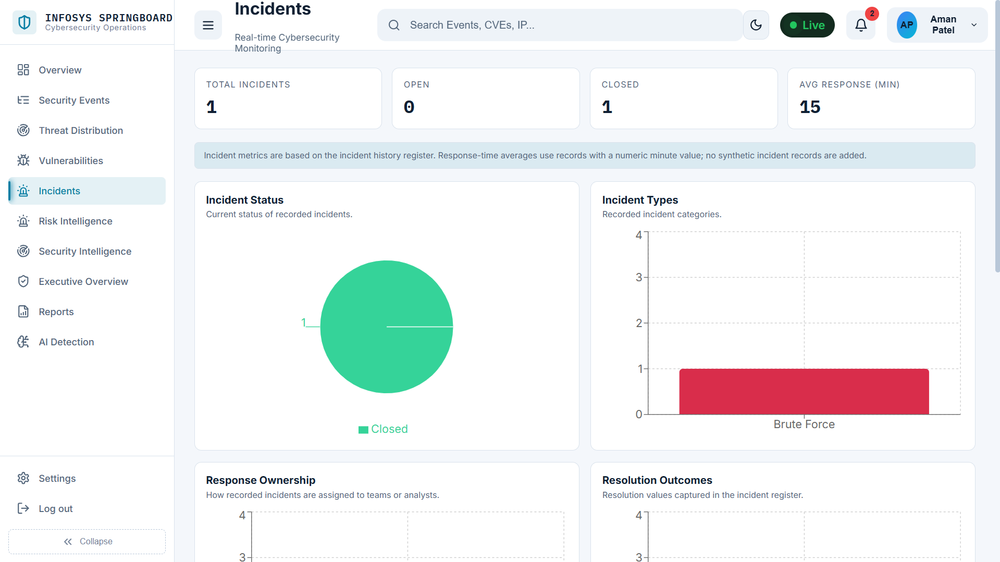 INFOSYS SPRINGBOARD
Cybersecurity Operations
Overview
Security Events
Threat Distribution
Vulnerabilities
Incidents
Risk Intelligence
Security Intelligence
Executive Overview
Reports
AI Detection
Settings
Log out
Collapse
Incidents
Real-time Cybersecurity
Monitoring
Search Events, CVEs, IP...
Live
2
AP
Aman
Patel
TOTAL INCIDENTS
1
OPEN
0
CLOSED
1
AVG RESPONSE (MIN)
15
Incident metrics are based on the incident history register. Response-time averages use records with a numeric minute value; no synthetic incident records are added.
Incident Status
Current status of recorded incidents.
1
Closed
Incident Types
Recorded incident categories.
4
3
2
1
0
Brute Force
Response Ownership
How recorded incidents are assigned to teams or analysts.
4
3
Resolution Outcomes
Resolution values captured in the incident register.
4
3